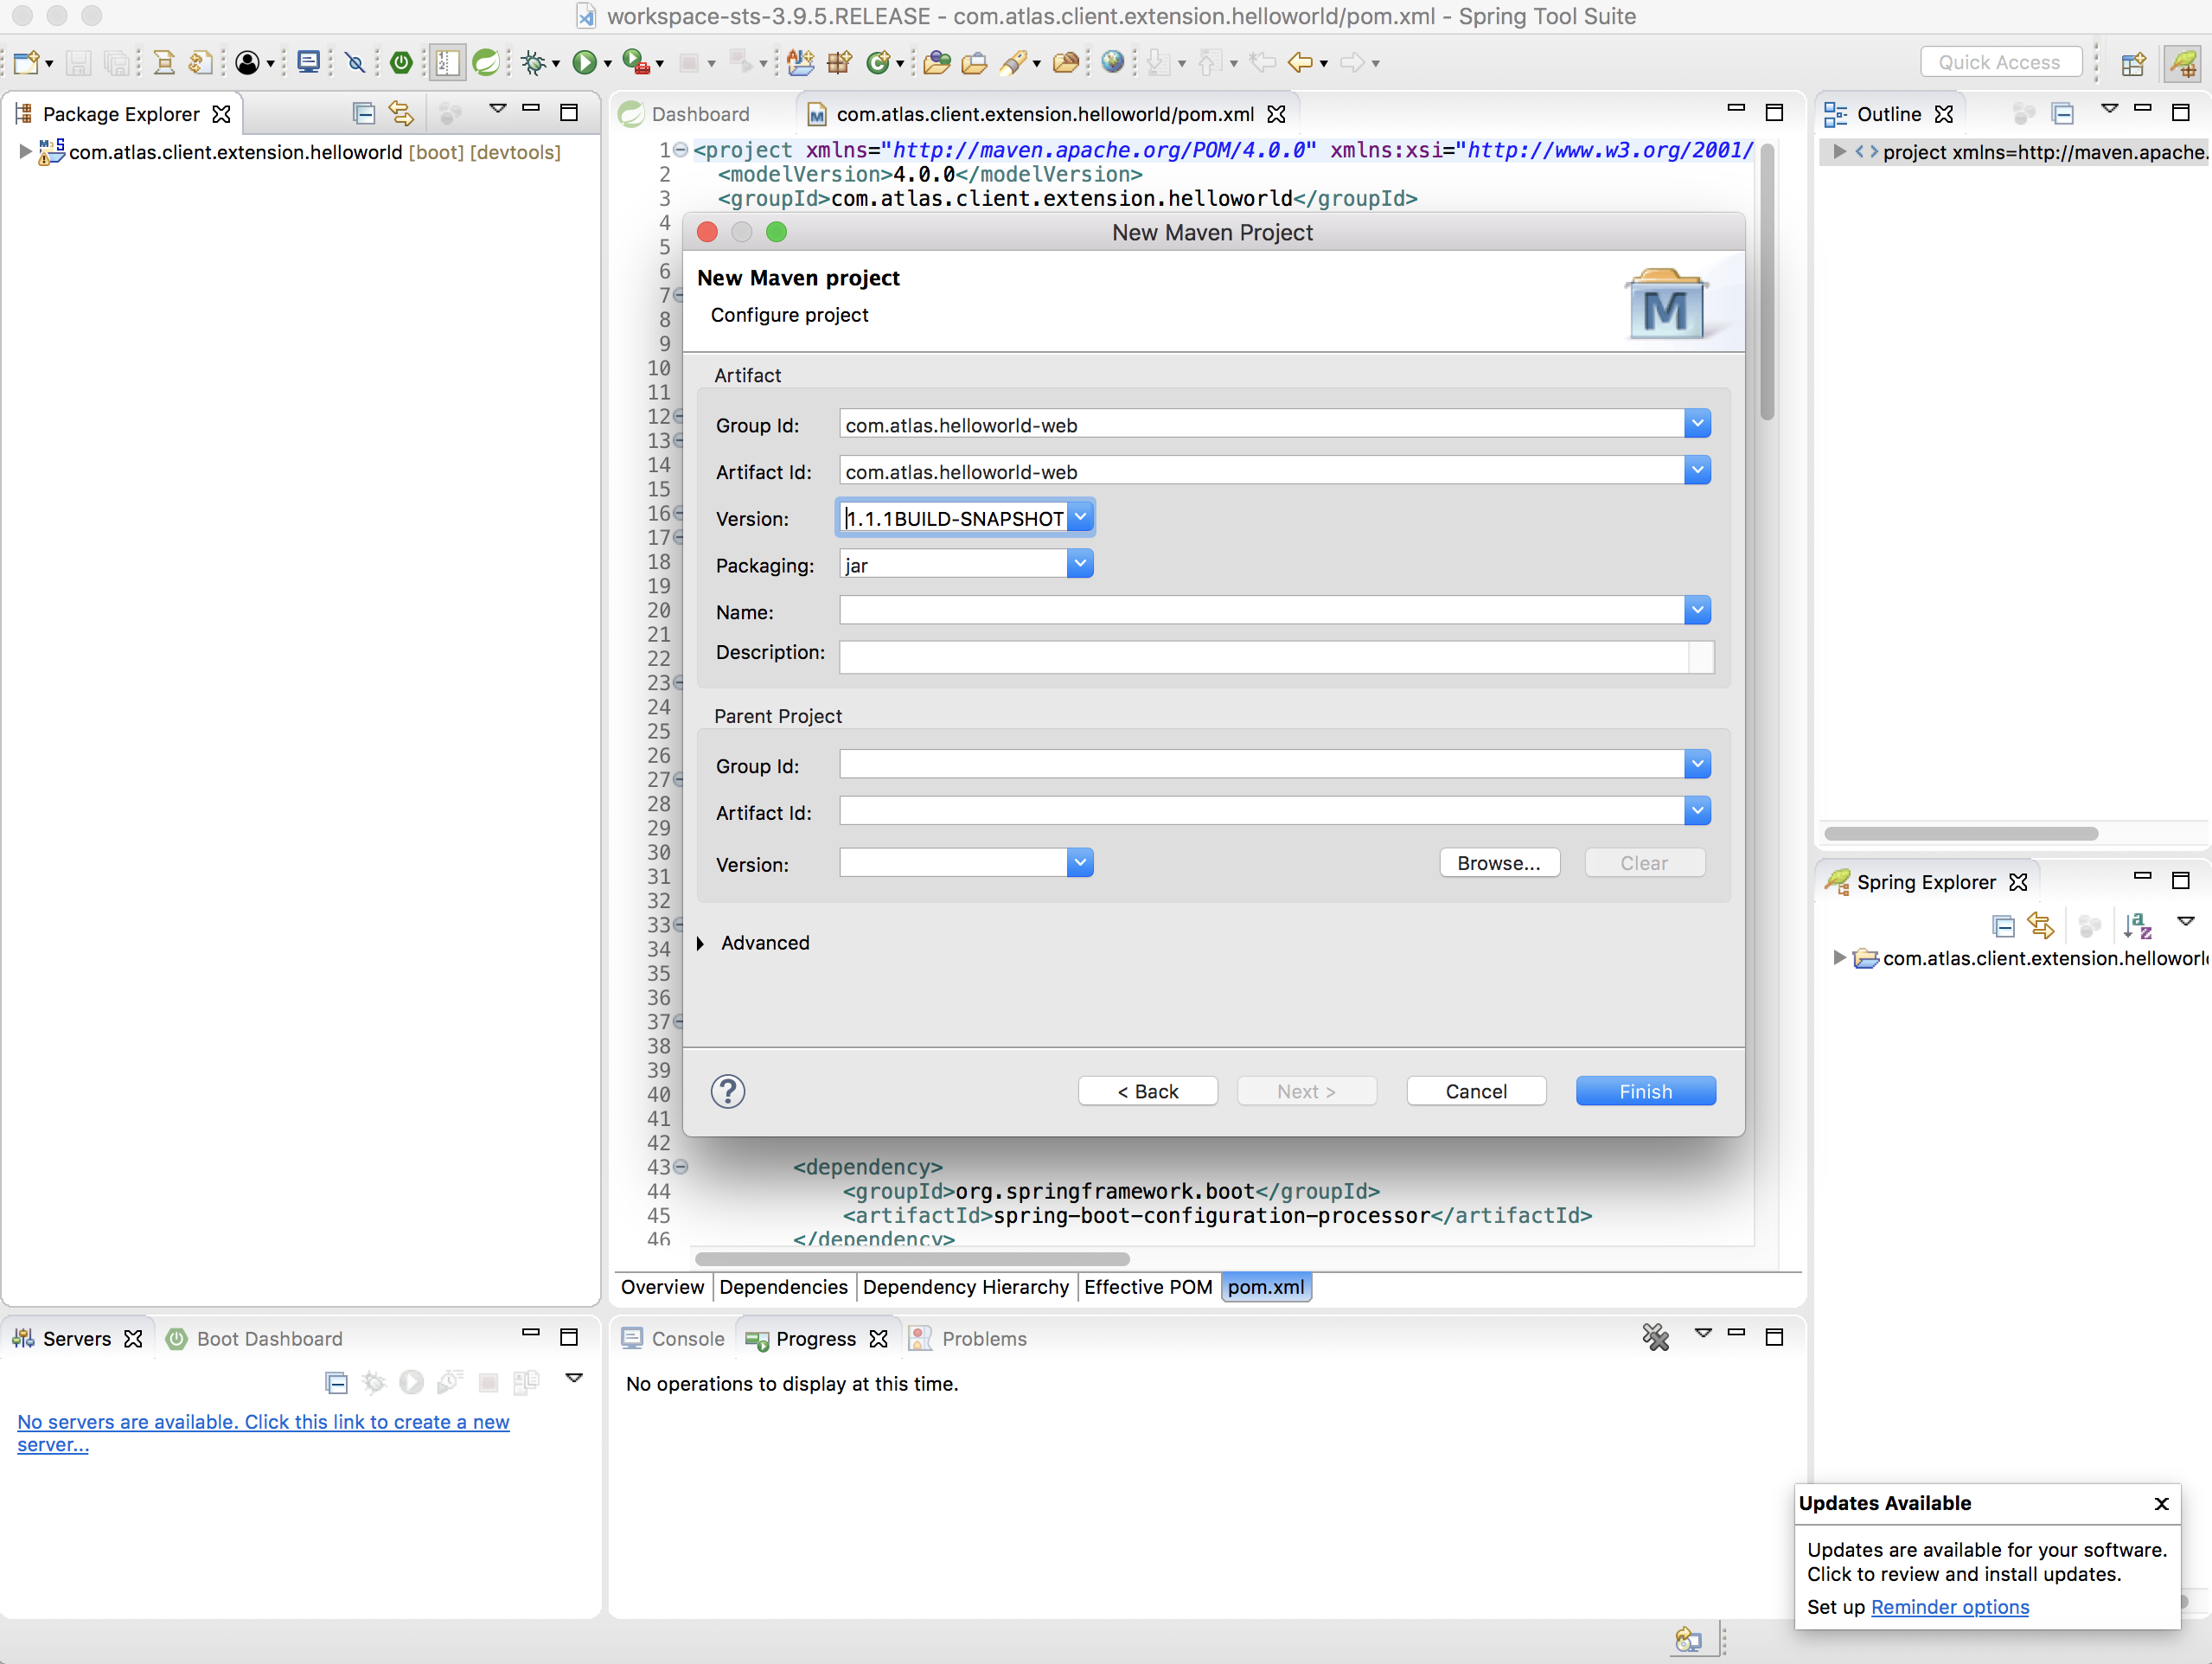 workspace-sts-3.9.5.RELEASE - com.atlas.client.extension.helloworld/pom.xml - Spring Tool Suite
Quick Access
Package Explorer
com.atlas.client.extension.helloworld [boot] [devtools]
Dashboard
com.atlas.client.extension.helloworld/pom.xml
1 <project xmlns="http://maven.apache.org/POM/4.0.0" xmlns:xsi="http://www.w3.org/2001/
2 <modelVersion>4.0.0</modelVersion>
3 <groupId>com.atlas.client.extension.helloworld</groupId>
4
5
6
7
8
9
10
11
12
13
14
15
16
17
18
19
20
21
22
23
24
25
26
27
28
29
30
31
32
33
34
35
36
37
38
39
40
41
42
43 <dependency>
44 <groupId>org.springframework.boot</groupId>
45 <artifactId>spring-boot-configuration-processor</artifactId>
46 </dependency>
New Maven Project
New Maven project
Configure project
Artifact
Group Id: com.atlas.helloworld-web
Artifact Id: com.atlas.helloworld-web
Version: 1.1.1BUILD-SNAPSHOT
Packaging: jar
Name:
Description:
Parent Project
Group Id:
Artifact Id:
Version:
Browse...
Clear
Advanced
?
< Back
Next >
Cancel
Finish
Overview
Dependencies
Dependency Hierarchy
Effective POM
pom.xml
Outline
project xmlns=http://maven.apache.
Spring Explorer
com.atlas.client.extension.helloworl
Servers
Boot Dashboard
No servers are available. Click this link to create a new
server...
Console
Progress
Problems
No operations to display at this time.
Updates Available
Updates are available for your software.
Click to review and install updates.
Set up Reminder options